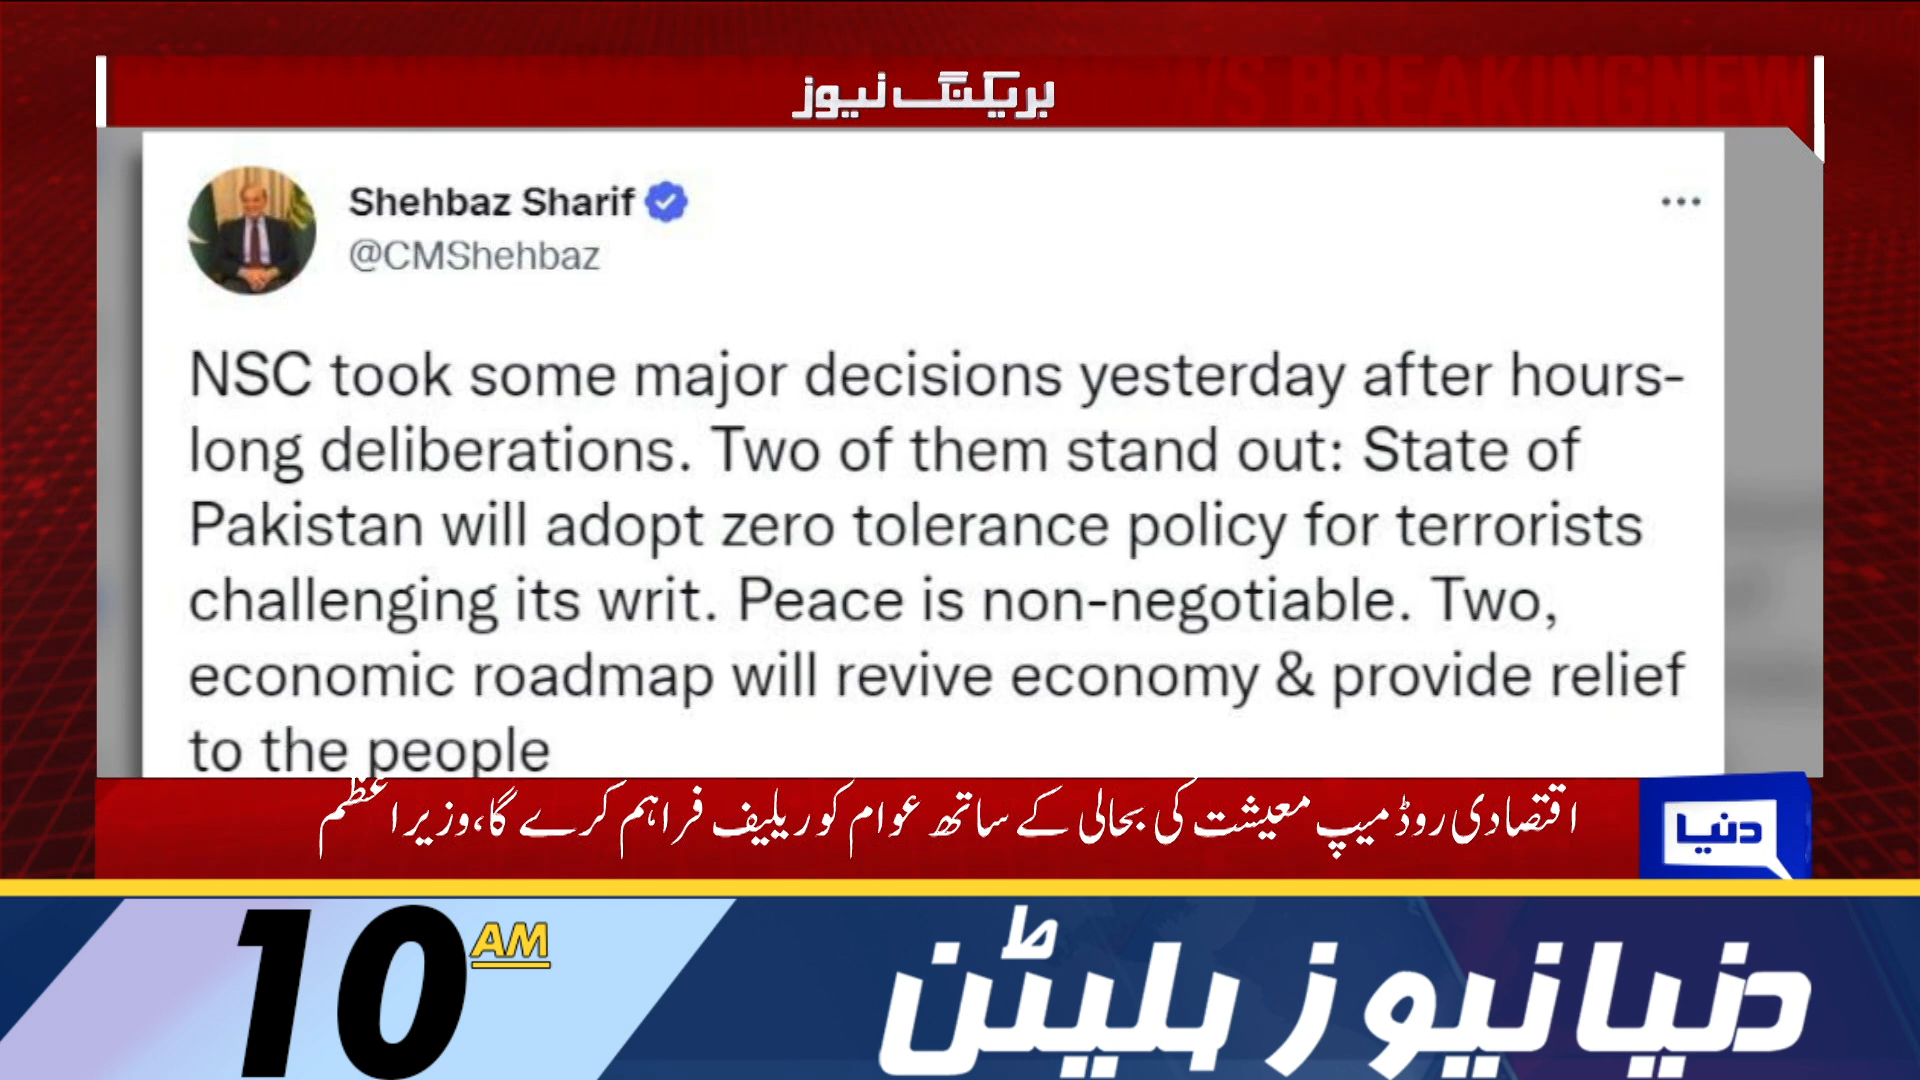 بریکنگ نیوز
VS BREAKINGNEW
Shehbaz Sharif
@CMShehbaz
NSC took some major decisions yesterday after hours-
long deliberations. Two of them stand out: State of
Pakistan will adopt zero tolerance policy for terrorists
challenging its writ. Peace is non-negotiable. Two,
economic roadmap will revive economy & provide relief
to the people
اقتصادی روڈ میپ معیشت کی بحالی کے ساتھ عوام کو ریلیف فراہم کرے گا، وزیراعظم
دنیا
10 AM
دنیا نیوز بلیٹن